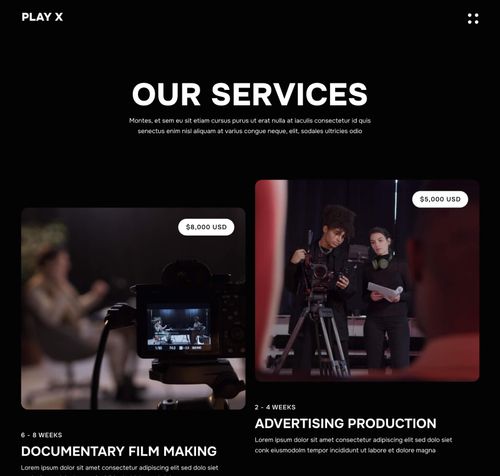 PLAY X
OUR SERVICES
Montes, et sem eu sit etiam cursus purus ut erat nulla at iaculis consectetur id quis
senectus enim nisl aliquam at varius congue neque, elit, sodales ultricies odio
$8,000 USD
6 - 8 WEEKS
DOCUMENTARY FILM MAKING
Lorem ipsum dolor sit amet consectetur adipiscing elit sed dolor siet
$5,000 USD
2 - 4 WEEKS
ADVERTISING PRODUCTION
Lorem ipsum dolor sit amet consectetur adipiscing elit sed do
conk eiusmodolm tempor incididunt ut labore et dolore magna